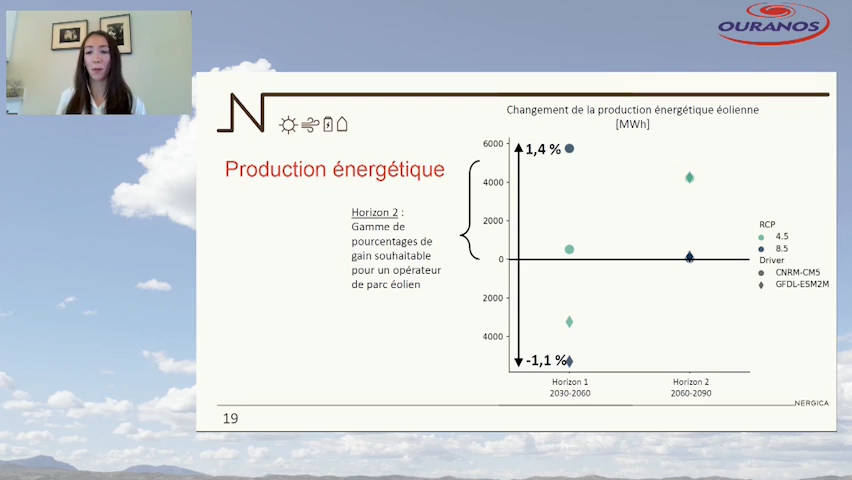 OURANOS
Changement de la production énergétique éolienne
[MWh]
Production énergétique
Horizon 2 :
Gamme de
pourcentages de
gain souhaitable
pour un opérateur
de parc éolien
6000
4000
2000
0
2000
4000
1,4 %
-1,1 %
Horizon 1
2030-2060
Horizon 2
2060-2090
RCP
4.5
8.5
Driver
CNRM-CM5
GFDL-ESM2M
NERGICA
19